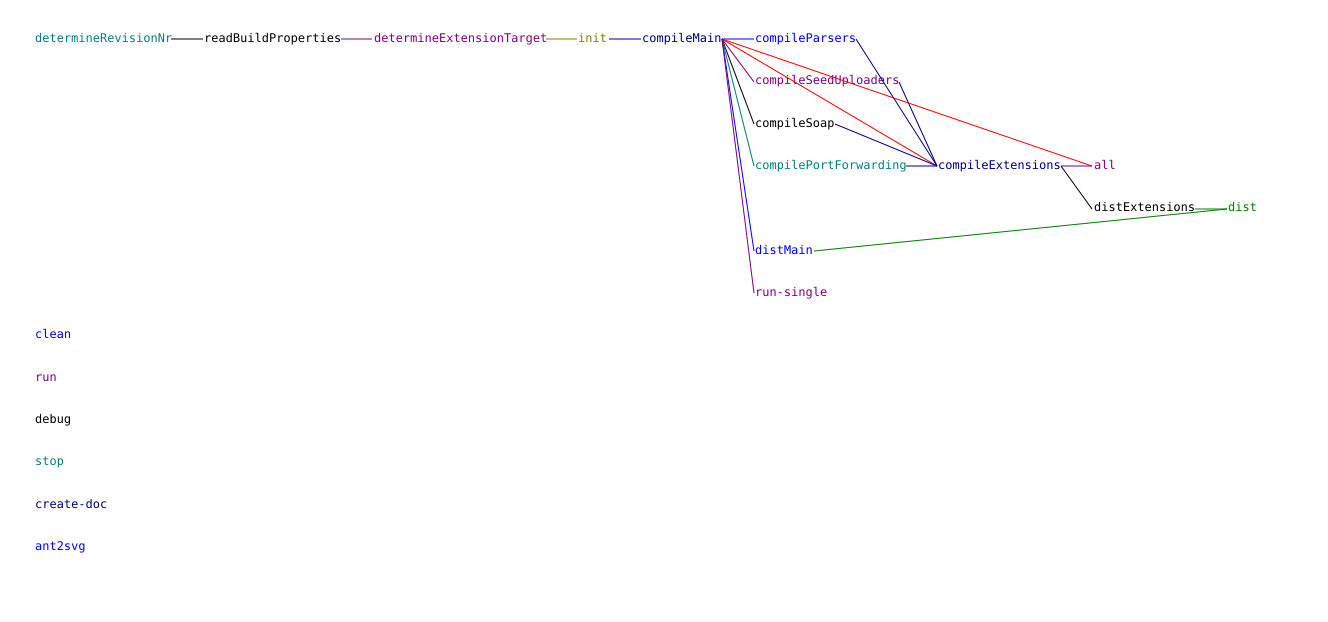 determineRevisionNr readBuildProperties determineExtensionTarget init compileMain compileParsers
compileSeedUploaders
compileSoap
compilePortForwarding compileExtensions all
distExtensions dist
distMain
run-single
clean
run
debug
stop
create-doc
ant2svg